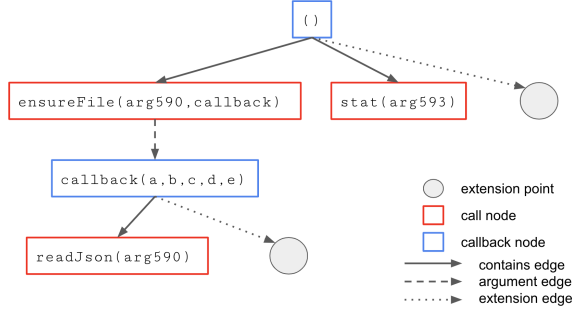 ()
ensureFile(arg590,callback)
stat(arg593)
callback(a,b,c,d,e)
readJson(arg590)
extension point
call node
callback node
contains edge
argument edge
extension edge